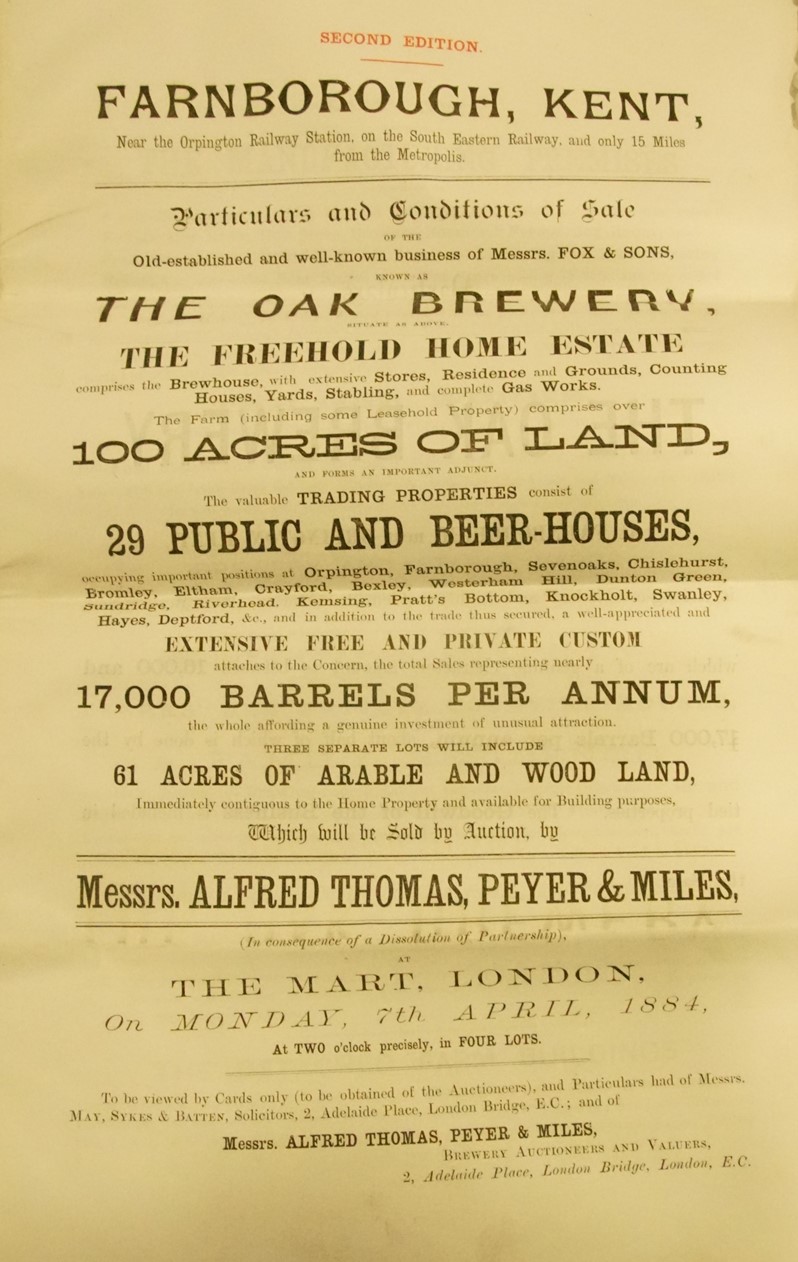 SECOND EDITION.
FARNBOROUGH, KENT,
Near the Orpington Railway Station, on the South Eastern Railway, and only 15 Miles
from the Metropolis.
Particulars and Conditions of Sale
OF THE
Old-established and well-known business of Messrs. FOX & SONS,
KNOWN AS
THE OAK BREWERY,
SITUATE AS ABOVE.
THE FREEHOLD HOME ESTATE
comprises the Brewhouse, with extensive Stores, Residence and Grounds, Counting
Houses, Yards, Stabling, and complete Gas Works.
The Farm (including some Leasehold Property) comprises over
100 ACRES OF LAND,
AND FORMS AN IMPORTANT ADJUNCT.
The valuable TRADING PROPERTIES consist of
29 PUBLIC AND BEER-HOUSES,
occupying important positions at Orpington, Farnborough, Sevenoaks, Chislehurst,
Bromley, Eltham, Crayford, Bexley, Westerham Hill, Dunton Green,
Sundridge, Riverhead, Kemsing, Pratt's Bottom, Knockholt, Swanley,
Hayes, Deptford, &c., and in addition to the trade thus secured, a well-appreciated and
EXTENSIVE FREE AND PRIVATE CUSTOM
attaches to the Concern, the total Sales representing nearly
17,000 BARRELS PER ANNUM,
the whole affording a genuine investment of unusual attraction.
THREE SEPARATE LOTS WILL INCLUDE
61 ACRES OF ARABLE AND WOOD LAND,
Immediately contiguous to the Home Property and available for Building purposes,
Which will be Sold by Auction, by
Messrs. ALFRED THOMAS, PEYER & MILES,
(In consequence of a Dissolution of Partnership),
AT
THE MART, LONDON,
On MONDAY, 7th APRIL, 1884,
At TWO o'clock precisely, in FOUR LOTS.
To be viewed by Cards only (to be obtained of the Auctioneers), and Particulars had of Messrs.
MAY, SYKES & BATTEN, Solicitors, 2, Adelaide Place, London Bridge, E.C.; and of
Messrs. ALFRED THOMAS, PEYER & MILES,
BREWERY AUCTIONEERS AND VALUERS,
2, Adelaide Place, London Bridge, London, E.C.